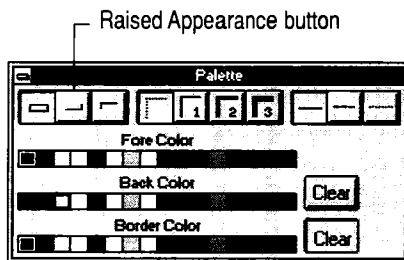 Raised Appearance button
Palette
1 2 3
Fore Color
Back Color
Clear
Border Color
Clear